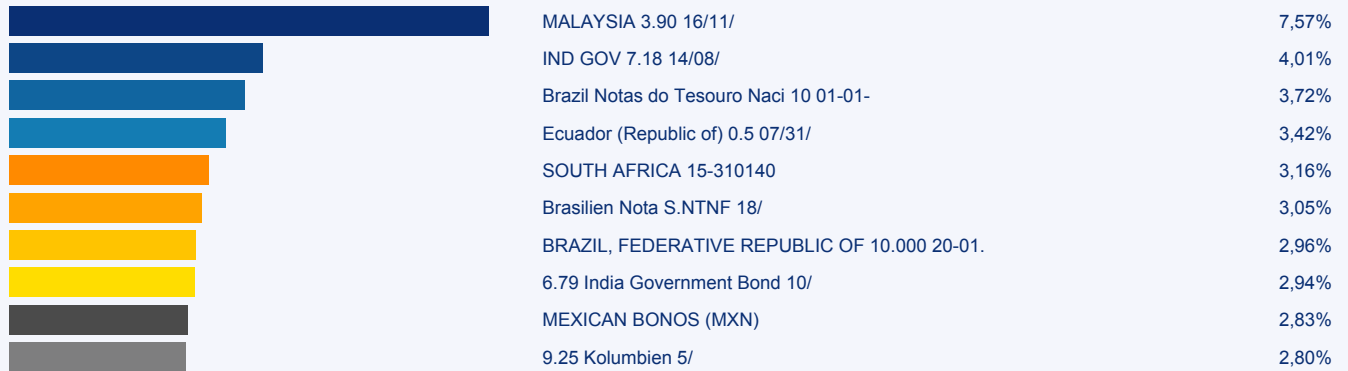 MALAYSIA 3.90 16/11/ 7,57%
IND GOV 7.18 14/08/ 4,01%
Brazil Notas do Tesouro Naci 10 01-01- 3,72%
Ecuador (Republic of) 0.5 07/31/ 3,42%
SOUTH AFRICA 15-310140 3,16%
Brasilien Nota S.NTNF 18/ 3,05%
BRAZIL, FEDERATIVE REPUBLIC OF 10.000 20-01. 2,96%
6.79 India Government Bond 10/ 2,94%
MEXICAN BONOS (MXN) 2,83%
9.25 Kolumbien 5/ 2,80%